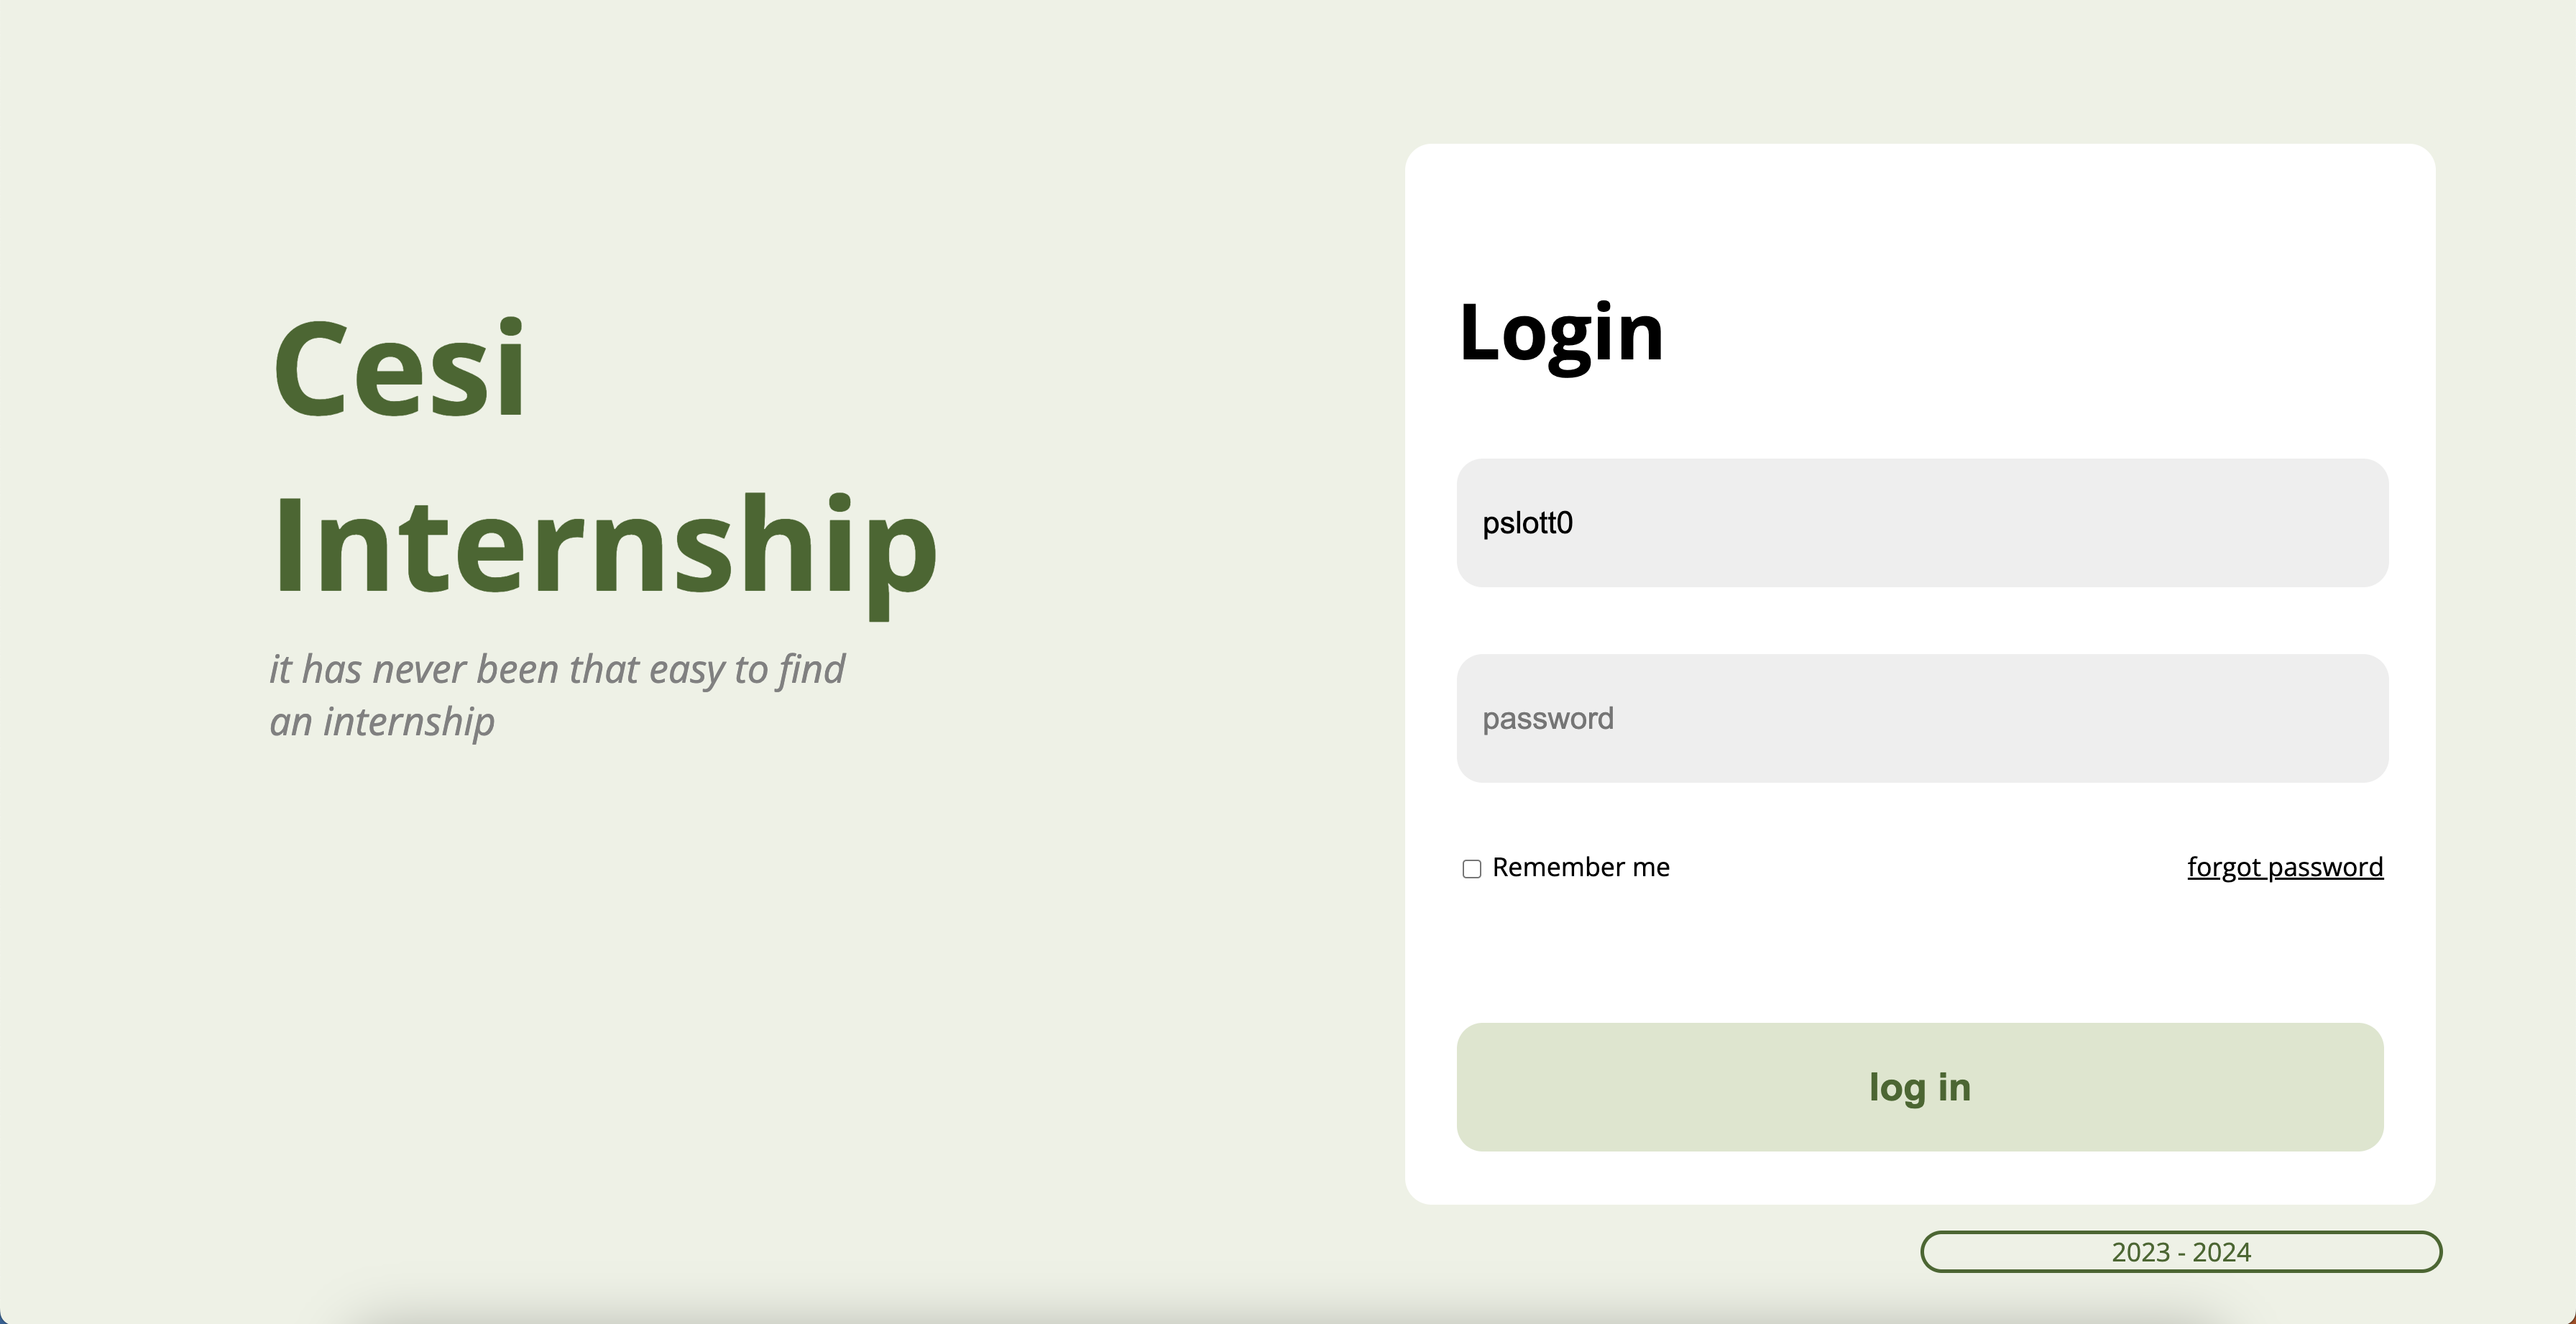 Cesi
Internship
it has never been that easy to find
an internship
Login
pslott0
password
Remember me
forgot password
log in
2023 - 2024